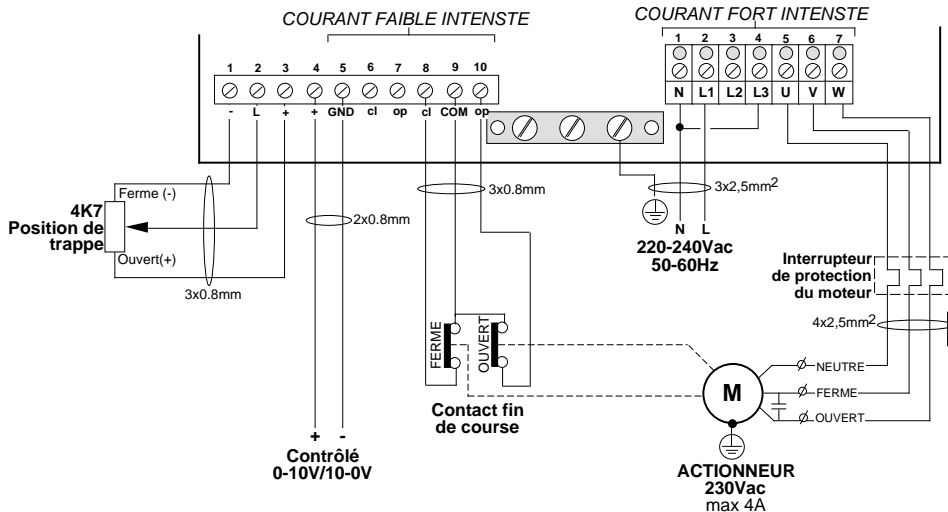 COURANT FAIBLE INTENSTE
COURANT FORT INTENSTE
1 2 3 4 5 6 7 8 9 10
- L + + GND cl op cl COM op
1 2 3 4 5 6 7
N L1 L2 L3 U V W
Ferme (-)
4K7
Position de
trappe
Ouvert(+)
3x0.8mm
2x0.8mm
3x0.8mm
3x2,5mm2
N L
220-240Vac
50-60Hz
Interrupteur
de protection
du moteur
4x2,5mm2
FERME
OUVERT
Contact fin
de course
M
NEUTRE
FERME
OUVERT
+ -
Contrôlé
0-10V/10-0V
ACTIONNEUR
230Vac
max 4A